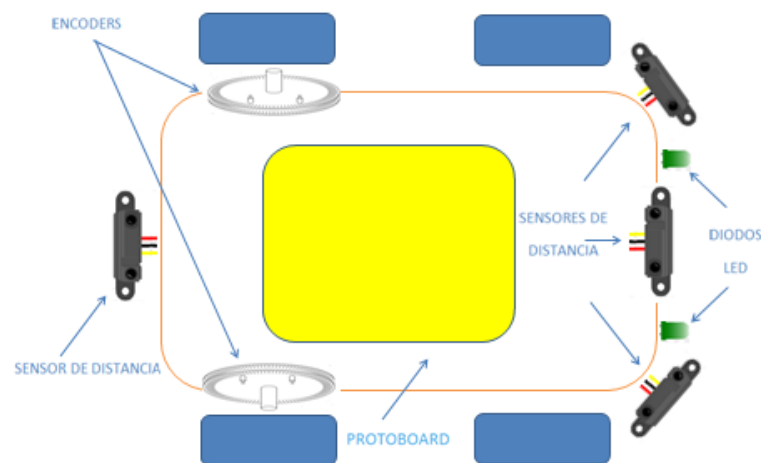 ENCODERS
SENSORES DE
DISTANCIA
DIODOS
LED
SENSOR DE DISTANCIA
PROTOBOARD